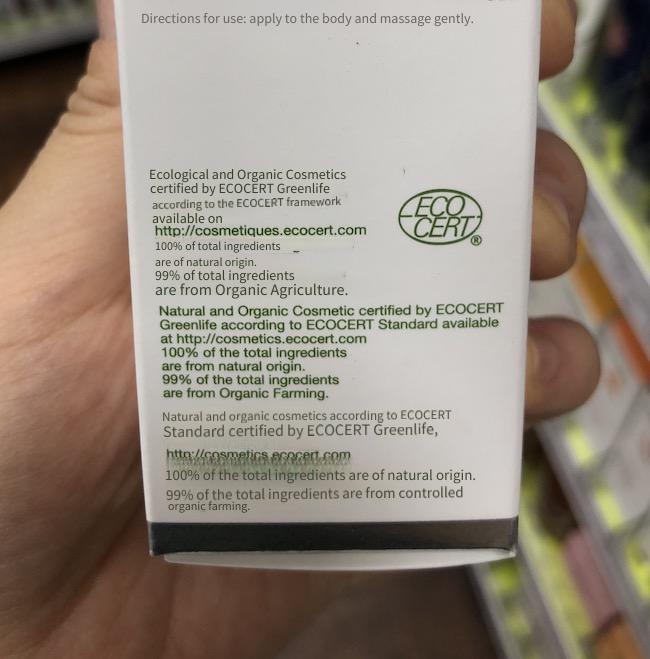 Directions for use: apply to the body and massage gently.
Ecological and Organic Cosmetics
certified by ECOCERT Greenlife
according to the ECOCERT framework
available on
http://cosmetiques.ecocert.com
100% of total ingredients
are of natural origin.
99% of total ingredients
are from Organic Agriculture.
ECO
CERT®
Natural and Organic Cosmetic certified by ECOCERT
Greenlife according to ECOCERT Standard available
at http://cosmetics.ecocert.com
100% of the total ingredients
are from natural origin.
99% of the total ingredients
are from Organic Farming.
Natural and organic cosmetics according to ECOCERT
Standard certified by ECOCERT Greenlife,
http://cosmetics.ecocert.com
100% of the total ingredients are of natural origin.
99% of the total ingredients are from controlled
organic farming.